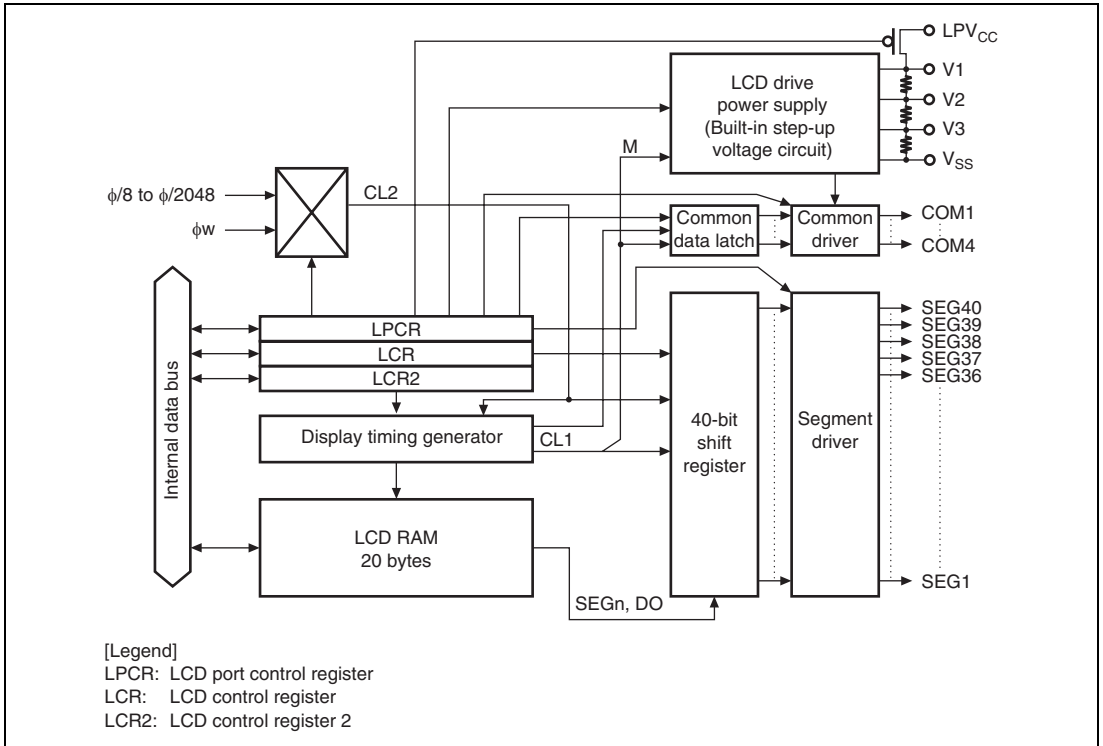 LPVCC
V1
LCD drive
power supply
(Built-in step-up
voltage circuit)
V2
V3
VSS
M
ϕ/8 to ϕ/2048
CL2
ϕw
Common
data latch
Common
driver
COM1
COM4
Internal data bus
LPCR
LCR
LCR2
Display timing generator
CL1
40-bit
shift
register
Segment
driver
SEG40
SEG39
SEG38
SEG37
SEG36
LCD RAM
20 bytes
SEGn, DO
SEG1
[Legend]
LPCR: LCD port control register
LCR: LCD control register
LCR2: LCD control register 2